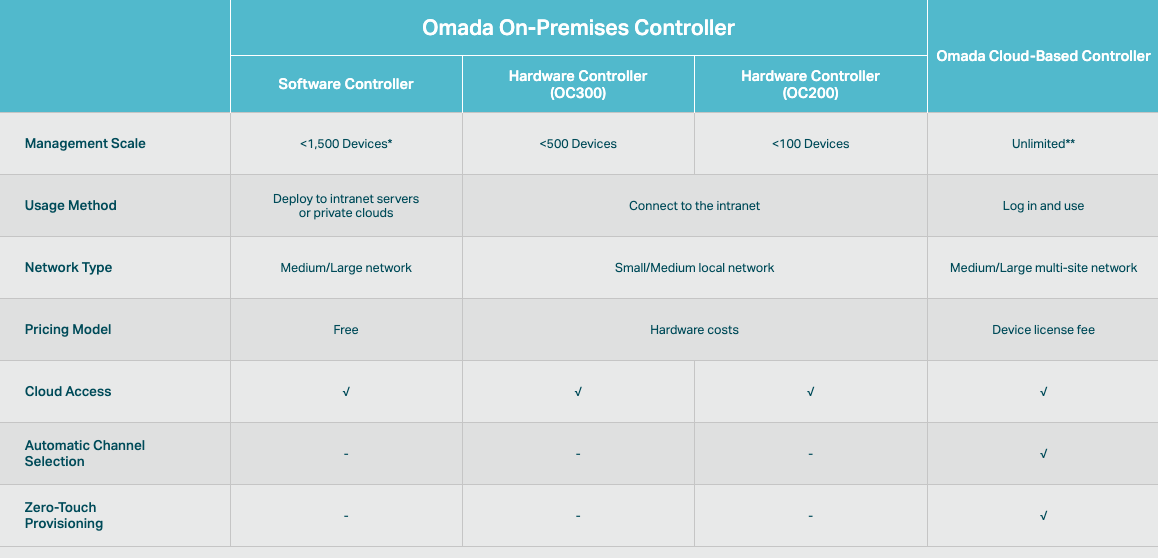 Omada On-Premises Controller
Omada Cloud-Based Controller
Software Controller
Hardware Controller
(OC300)
Hardware Controller
(OC200)
Management Scale
<1,500 Devices*
<500 Devices
<100 Devices
Unlimited**
Usage Method
Deploy to intranet servers
or private clouds
Connect to the intranet
Log in and use
Network Type
Medium/Large network
Small/Medium local network
Medium/Large multi-site network
Pricing Model
Free
Hardware costs
Device license fee
Cloud Access
√
√
√
√
Automatic Channel
Selection
-
-
-
√
Zero-Touch
Provisioning
-
-
-
√